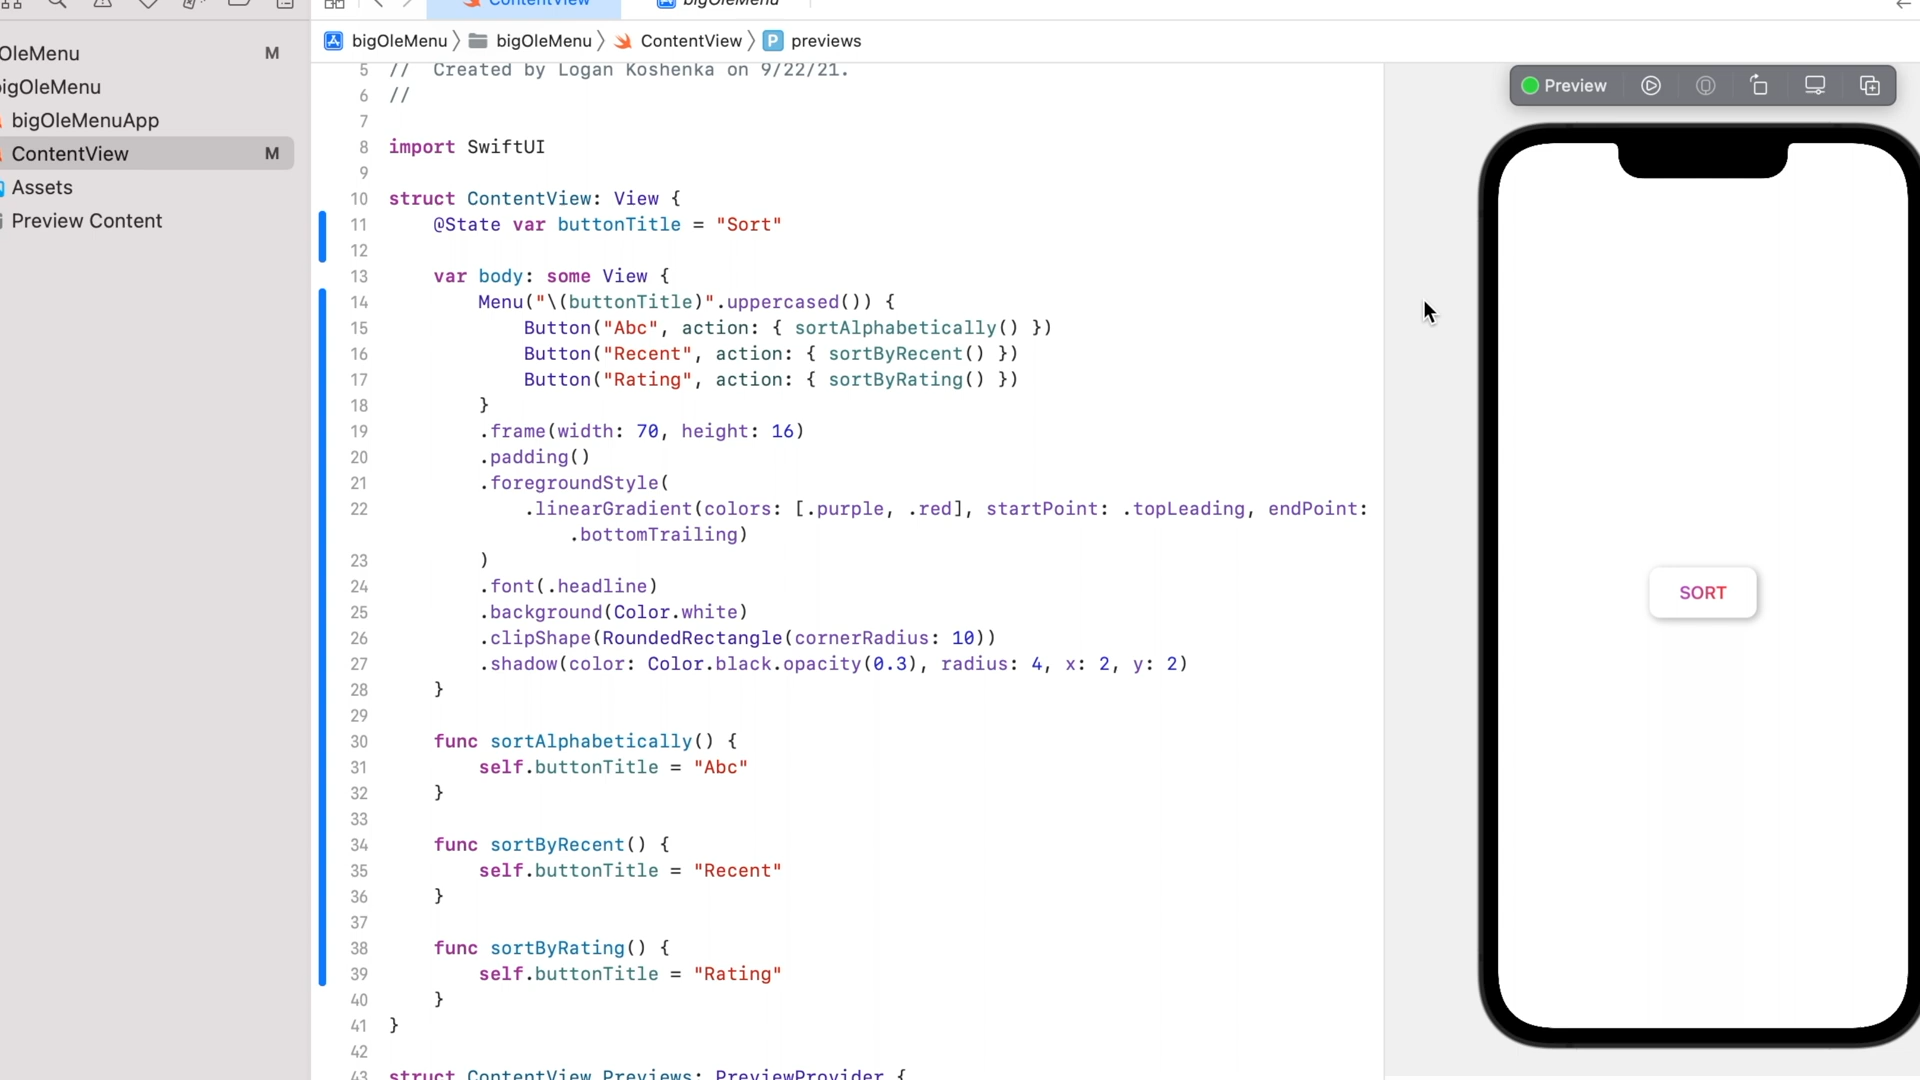 ContentView
bigOleMenu
bigOleMenu
bigOleMenu
ContentView
previews
OleMenu
M
igOleMenu
bigOleMenuApp
ContentView
M
Assets
Preview Content
5 //  Created by Logan Koshenka on 9/22/21.
6 //
7
8 import SwiftUI
9
10 struct ContentView: View {
11     @State var buttonTitle = "Sort"
12
13     var body: some View {
14         Menu("\(buttonTitle)".uppercased()) {
15             Button("Abc", action: { sortAlphabetically() })
16             Button("Recent", action: { sortByRecent() })
17             Button("Rating", action: { sortByRating() })
18         }
19         .frame(width: 70, height: 16)
20         .padding()
21         .foregroundStyle(
22             .linearGradient(colors: [.purple, .red], startPoint: .topLeading, endPoint:
.bottomTrailing)
23         )
24         .font(.headline)
25         .background(Color.white)
26         .clipShape(RoundedRectangle(cornerRadius: 10))
27         .shadow(color: Color.black.opacity(0.3), radius: 4, x: 2, y: 2)
28     }
29
30     func sortAlphabetically() {
31         self.buttonTitle = "Abc"
32     }
33
34     func sortByRecent() {
35         self.buttonTitle = "Recent"
36     }
37
38     func sortByRating() {
39         self.buttonTitle = "Rating"
40     }
41 }
42
43 struct ContentView_Previews: PreviewProvider {
Preview
SORT